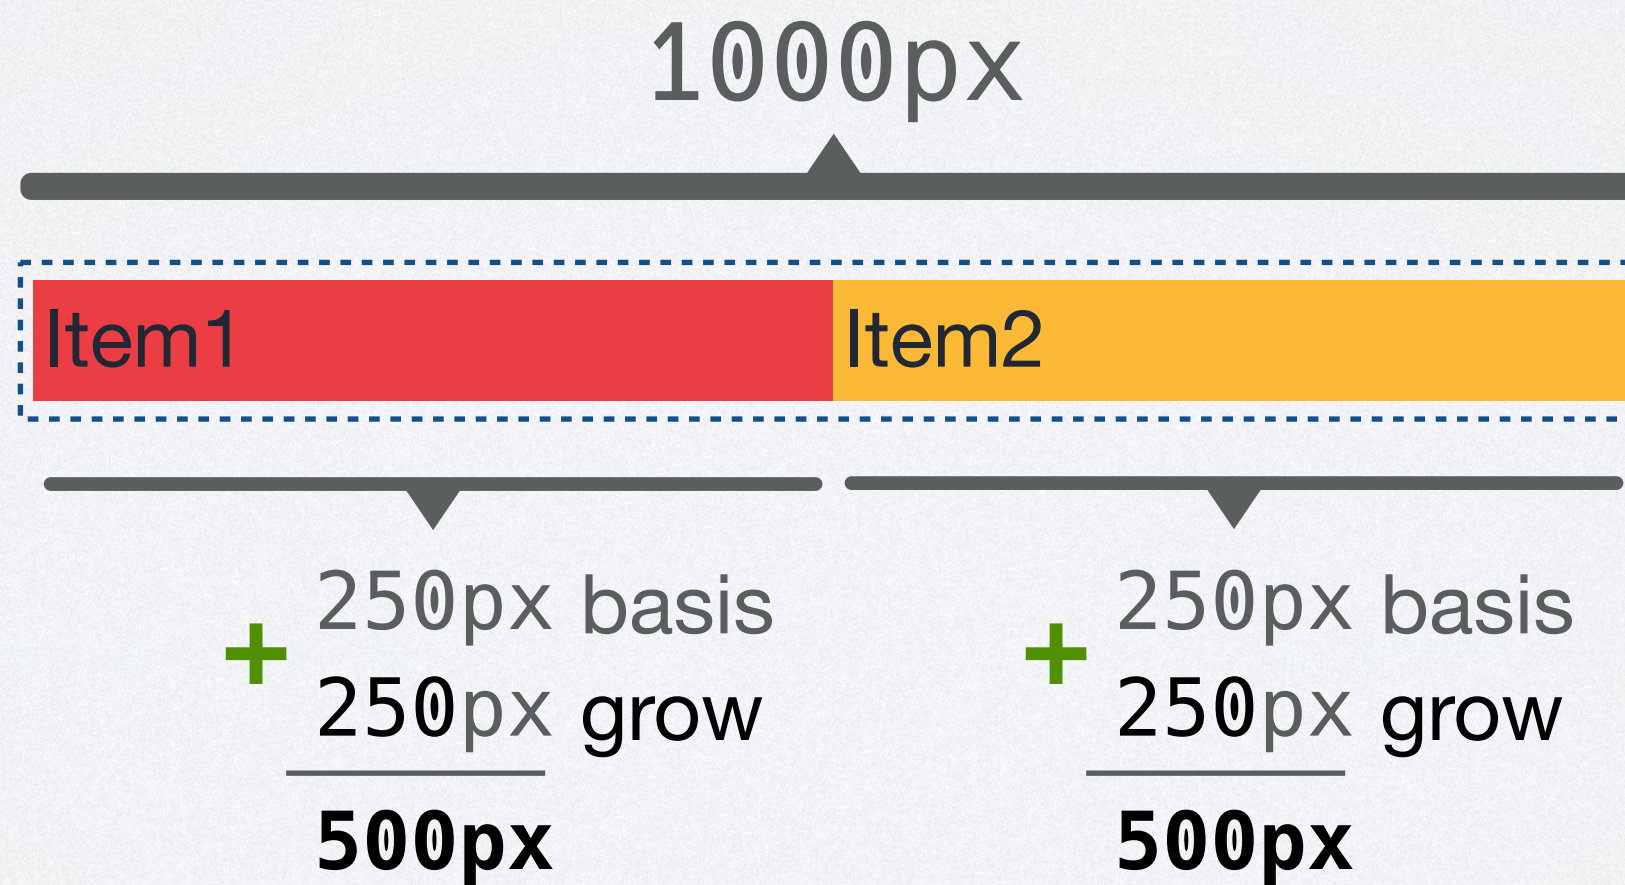 1000px
Item1 Item2
+ 250px basis + 250px basis
250px grow 250px grow
500px 500px